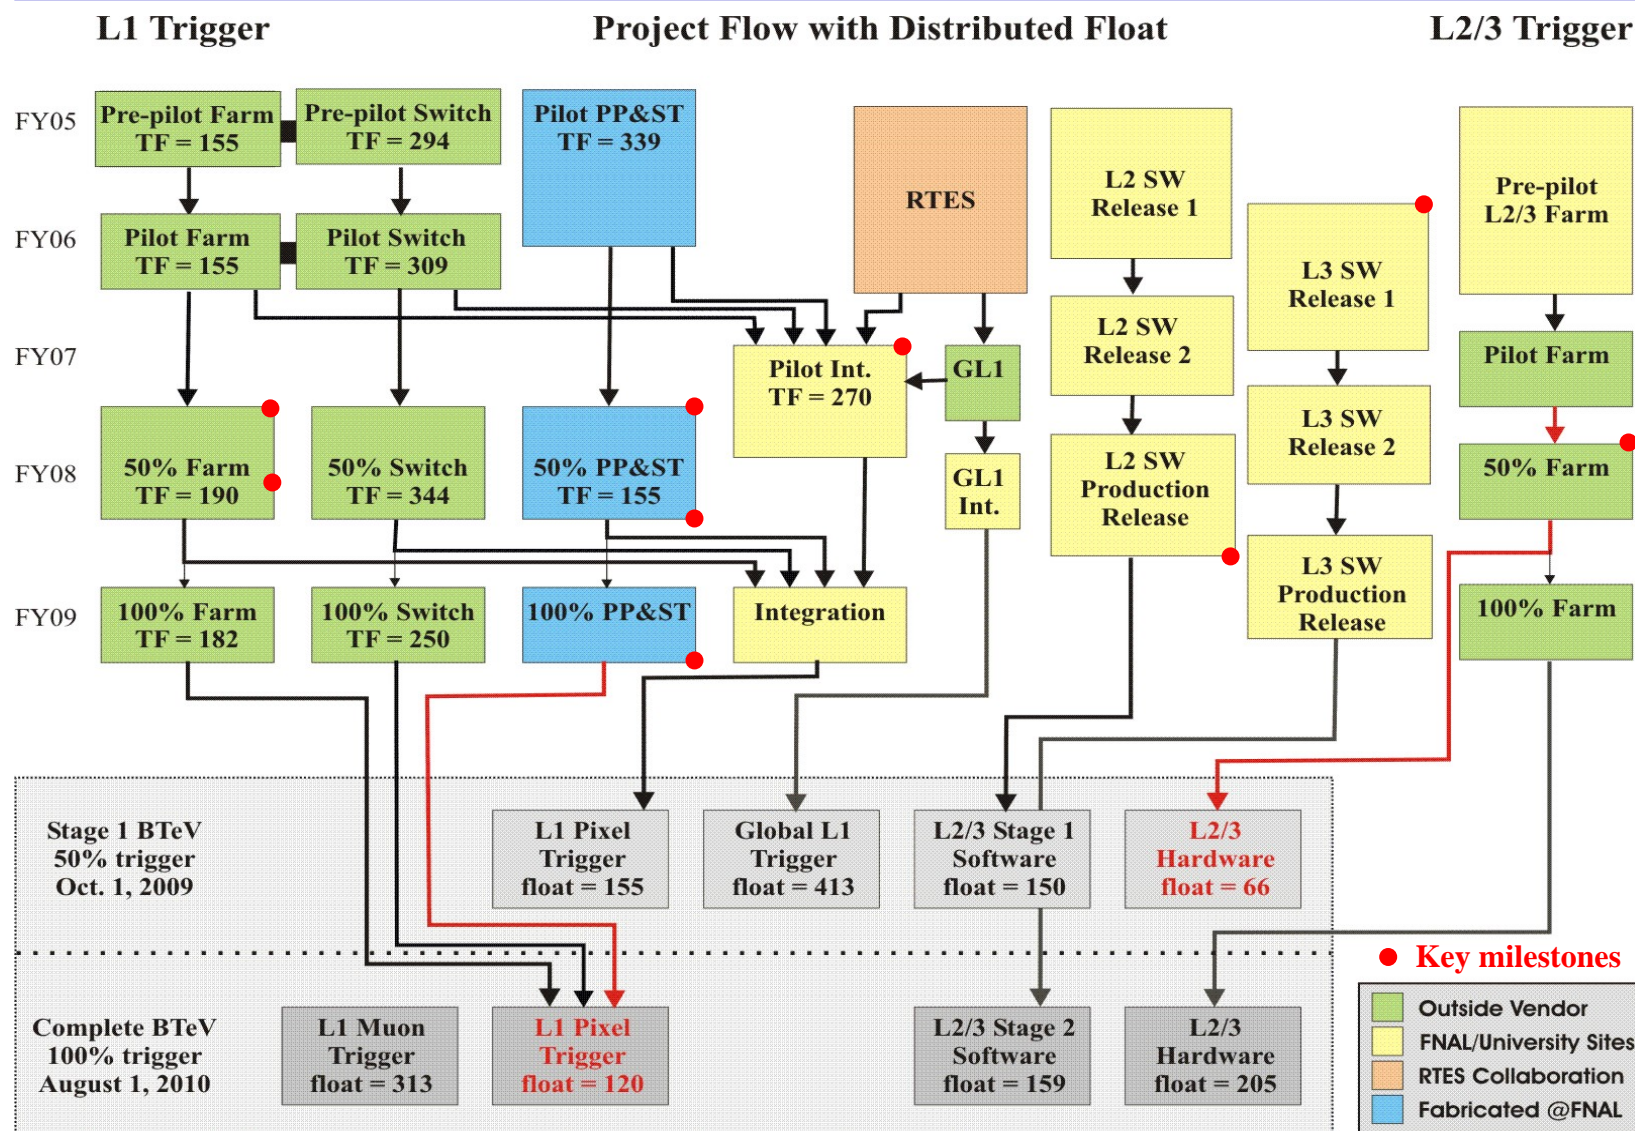 L1 Trigger
Project Flow with Distributed Float
L2/3 Trigger
FY05
Pre-pilot Farm
TF = 155
Pre-pilot Switch
TF = 294
Pilot PP&ST
TF = 339
RTES
L2 SW
Release 1
Pre-pilot
L2/3 Farm
FY06
Pilot Farm
TF = 155
Pilot Switch
TF = 309
L3 SW
Release 1
FY07
Pilot Int.
TF = 270
GL1
L2 SW
Release 2
Pilot Farm
L3 SW
Release 2
FY08
50% Farm
TF = 190
50% Switch
TF = 344
50% PP&ST
TF = 155
GL1
Int.
L2 SW
Production
Release
50% Farm
L3 SW
Production
Release
FY09
100% Farm
TF = 182
100% Switch
TF = 250
100% PP&ST
Integration
100% Farm
Stage 1 BTeV
50% trigger
Oct. 1, 2009
L1 Pixel
Trigger
float = 155
Global L1
Trigger
float = 413
L2/3 Stage 1
Software
float = 150
L2/3
Hardware
float = 66
Complete BTeV
100% trigger
August 1, 2010
L1 Muon
Trigger
float = 313
L1 Pixel
Trigger
float = 120
L2/3 Stage 2
Software
float = 159
L2/3
Hardware
float = 205
Key milestones
Outside Vendor
FNAL/University Sites
RTES Collaboration
Fabricated @FNAL